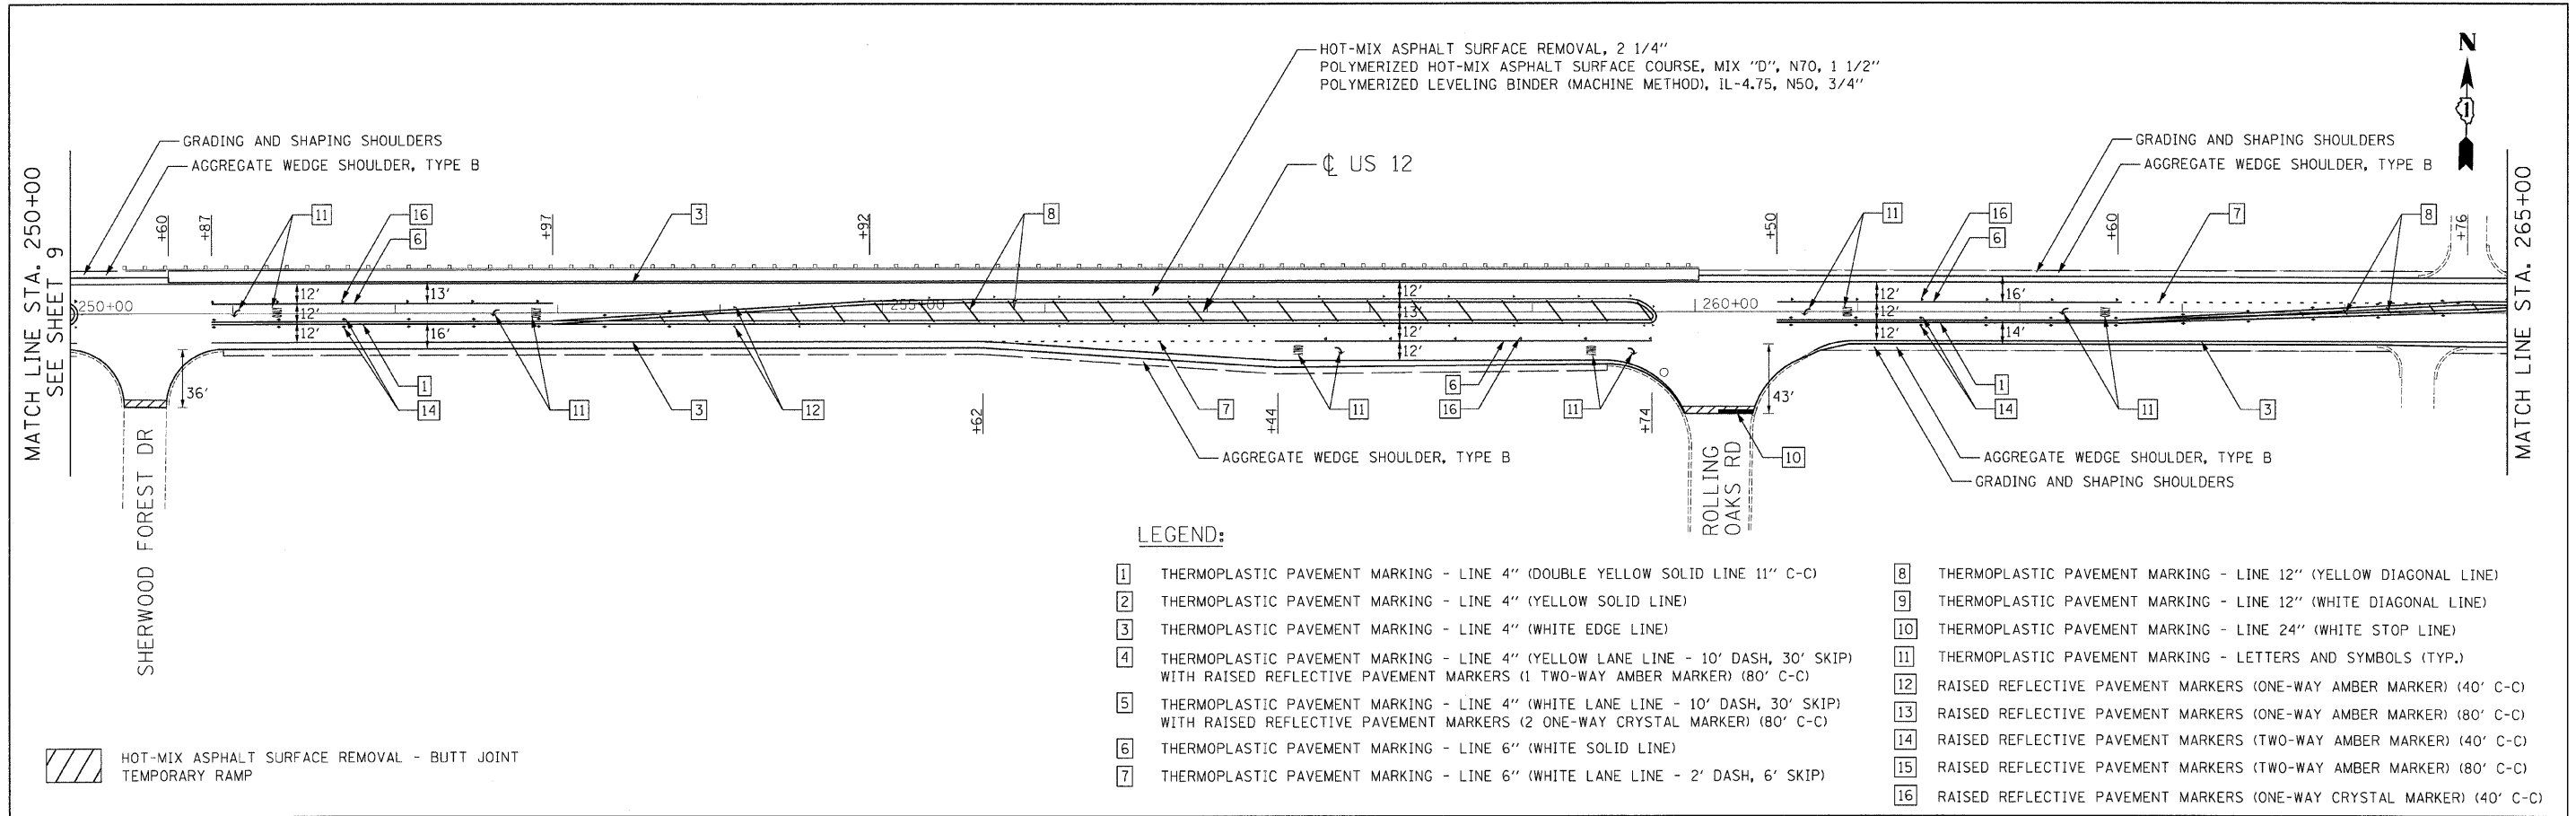 HOT-MIX ASPHALT SURFACE REMOVAL, 2 1/4"
POLYMERIZED HOT-MIX ASPHALT SURFACE COURSE, MIX "D", N70, 1 1/2"
POLYMERIZED LEVELING BINDER (MACHINE METHOD), IL-4.75, N50, 3/4"
N
1
GRADING AND SHAPING SHOULDERS
AGGREGATE WEDGE SHOULDER, TYPE B
℄ US 12
GRADING AND SHAPING SHOULDERS
AGGREGATE WEDGE SHOULDER, TYPE B
MATCH LINE STA. 250+00
SEE SHEET 9
MATCH LINE STA. 265+00
+60
+87
11
16
6
+97
3
+92
8
+50
11
16
6
+60
7
8
+76
250+00
255+00
260+00
12'
12'
12'
13'
16'
12'
13'
12'
12'
12'
12'
12'
16'
14'
36'
1
14
11
3
12
+62
7
+44
11
6
16
11
+74
43'
10
1
14
11
3
AGGREGATE WEDGE SHOULDER, TYPE B
AGGREGATE WEDGE SHOULDER, TYPE B
GRADING AND SHAPING SHOULDERS
SHERWOOD FOREST DR
ROLLING
OAKS RD
LEGEND:
1 THERMOPLASTIC PAVEMENT MARKING - LINE 4" (DOUBLE YELLOW SOLID LINE 11" C-C)
2 THERMOPLASTIC PAVEMENT MARKING - LINE 4" (YELLOW SOLID LINE)
3 THERMOPLASTIC PAVEMENT MARKING - LINE 4" (WHITE EDGE LINE)
4 THERMOPLASTIC PAVEMENT MARKING - LINE 4" (YELLOW LANE LINE - 10' DASH, 30' SKIP)
WITH RAISED REFLECTIVE PAVEMENT MARKERS (1 TWO-WAY AMBER MARKER) (80' C-C)
5 THERMOPLASTIC PAVEMENT MARKING - LINE 4" (WHITE LANE LINE - 10' DASH, 30' SKIP)
WITH RAISED REFLECTIVE PAVEMENT MARKERS (2 ONE-WAY CRYSTAL MARKER) (80' C-C)
6 THERMOPLASTIC PAVEMENT MARKING - LINE 6" (WHITE SOLID LINE)
7 THERMOPLASTIC PAVEMENT MARKING - LINE 6" (WHITE LANE LINE - 2' DASH, 6' SKIP)
8 THERMOPLASTIC PAVEMENT MARKING - LINE 12" (YELLOW DIAGONAL LINE)
9 THERMOPLASTIC PAVEMENT MARKING - LINE 12" (WHITE DIAGONAL LINE)
10 THERMOPLASTIC PAVEMENT MARKING - LINE 24" (WHITE STOP LINE)
11 THERMOPLASTIC PAVEMENT MARKING - LETTERS AND SYMBOLS (TYP.)
12 RAISED REFLECTIVE PAVEMENT MARKERS (ONE-WAY AMBER MARKER) (40' C-C)
13 RAISED REFLECTIVE PAVEMENT MARKERS (ONE-WAY AMBER MARKER) (80' C-C)
14 RAISED REFLECTIVE PAVEMENT MARKERS (TWO-WAY AMBER MARKER) (40' C-C)
15 RAISED REFLECTIVE PAVEMENT MARKERS (TWO-WAY AMBER MARKER) (80' C-C)
16 RAISED REFLECTIVE PAVEMENT MARKERS (ONE-WAY CRYSTAL MARKER) (40' C-C)
HOT-MIX ASPHALT SURFACE REMOVAL - BUTT JOINT
TEMPORARY RAMP